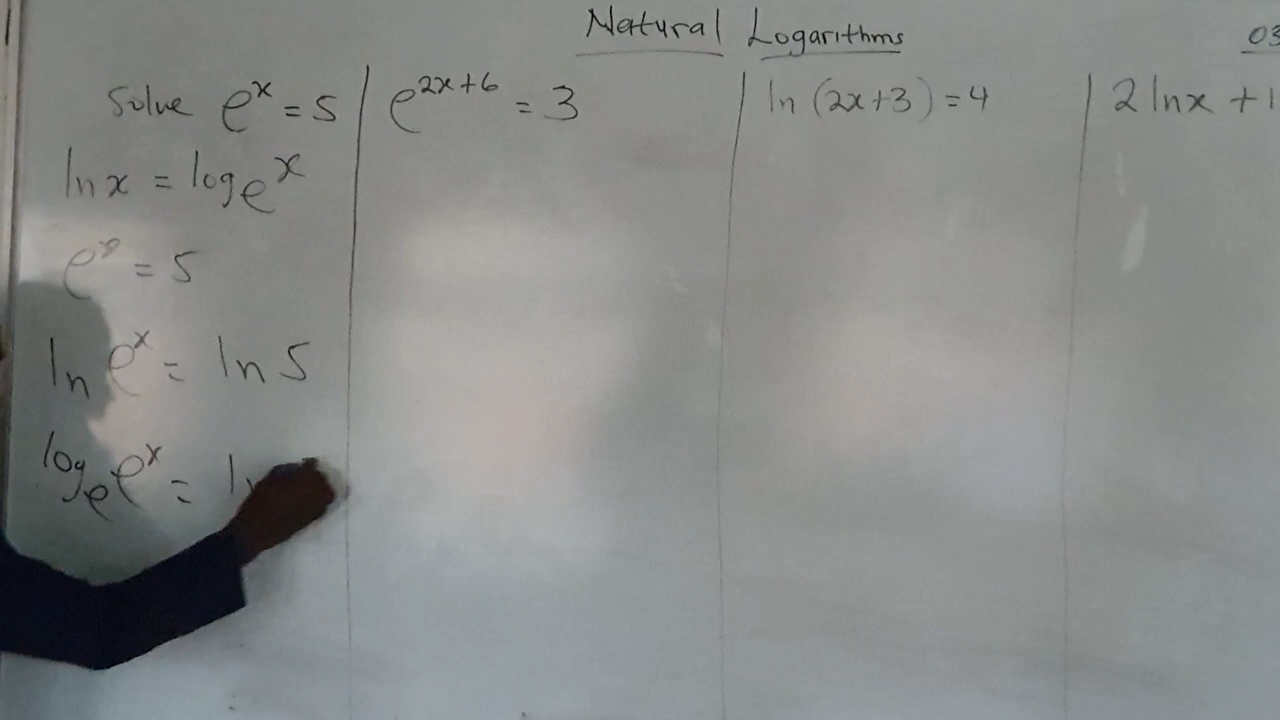 Natural Logarithms
03
Solve e^x = 5
ln x = log_e x
e^x = 5
ln e^x = ln 5
log_e e^x = l
e^{2x+6} = 3
ln (2x+3) = 4
2 ln x + 1